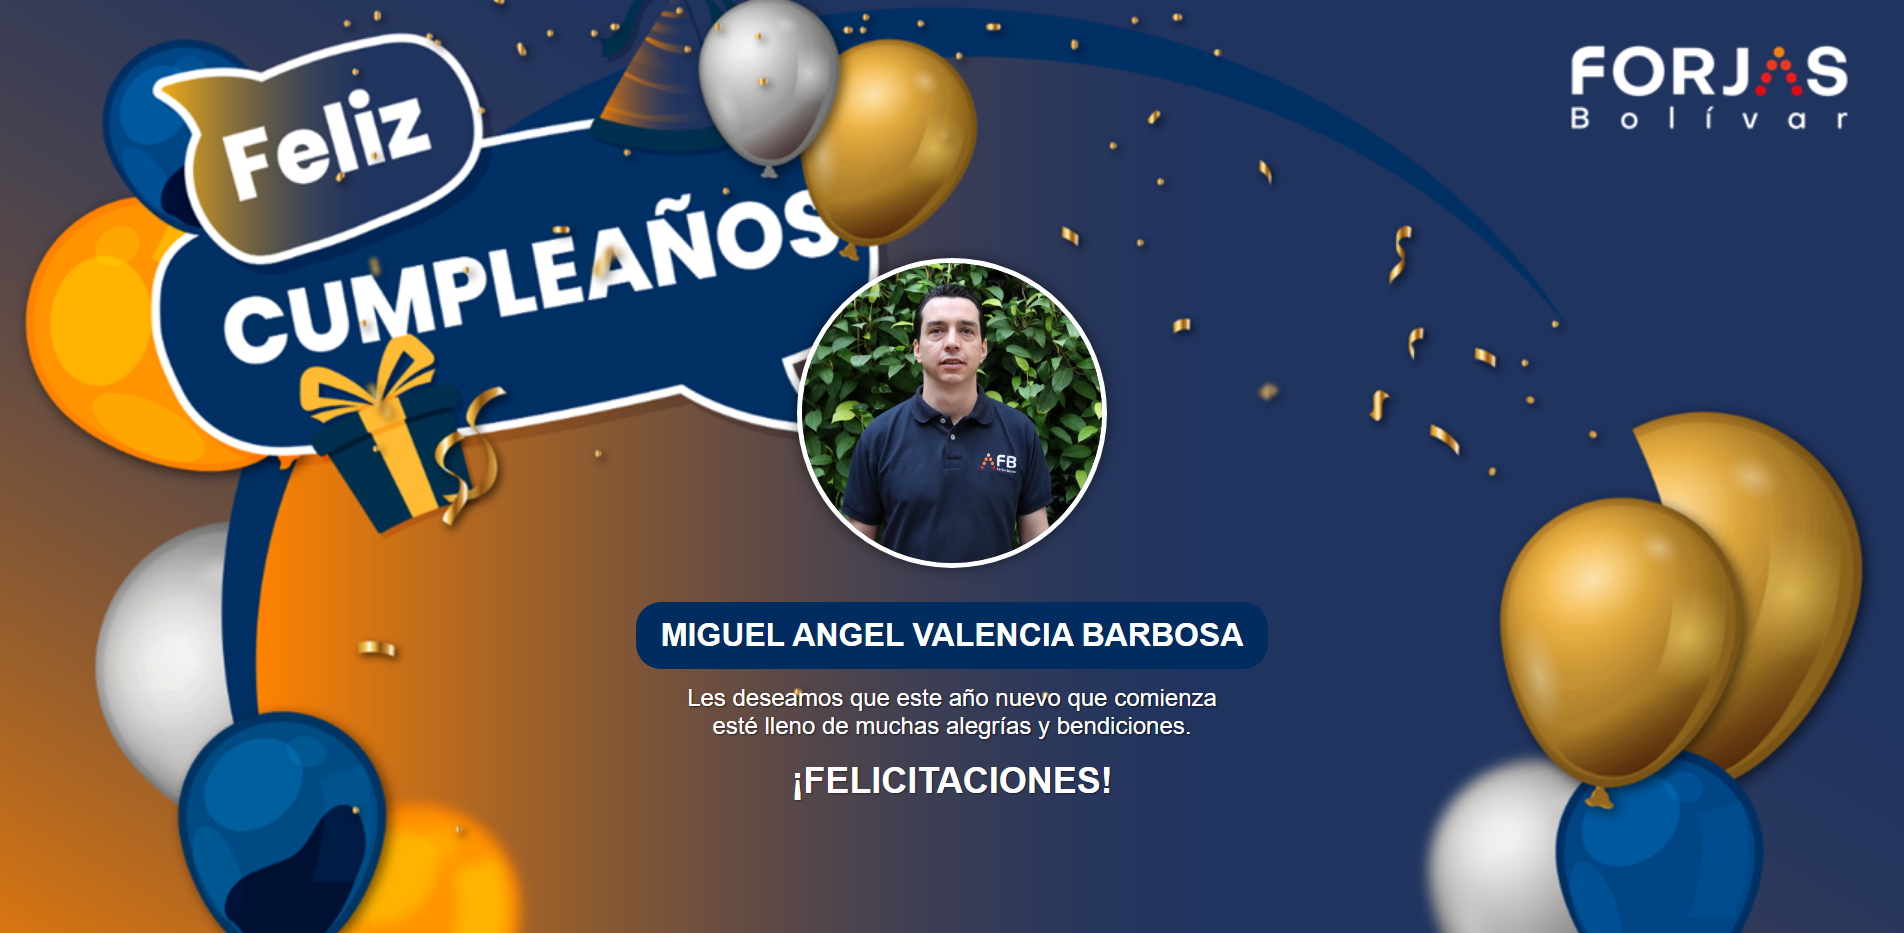 Feliz
CUMPLEAÑOS
FORJAS
Bolívar
FB
MIGUEL ANGEL VALENCIA BARBOSA
Les deseamos que este año nuevo que comienza
esté lleno de muchas alegrías y bendiciones.
¡FELICITACIONES!